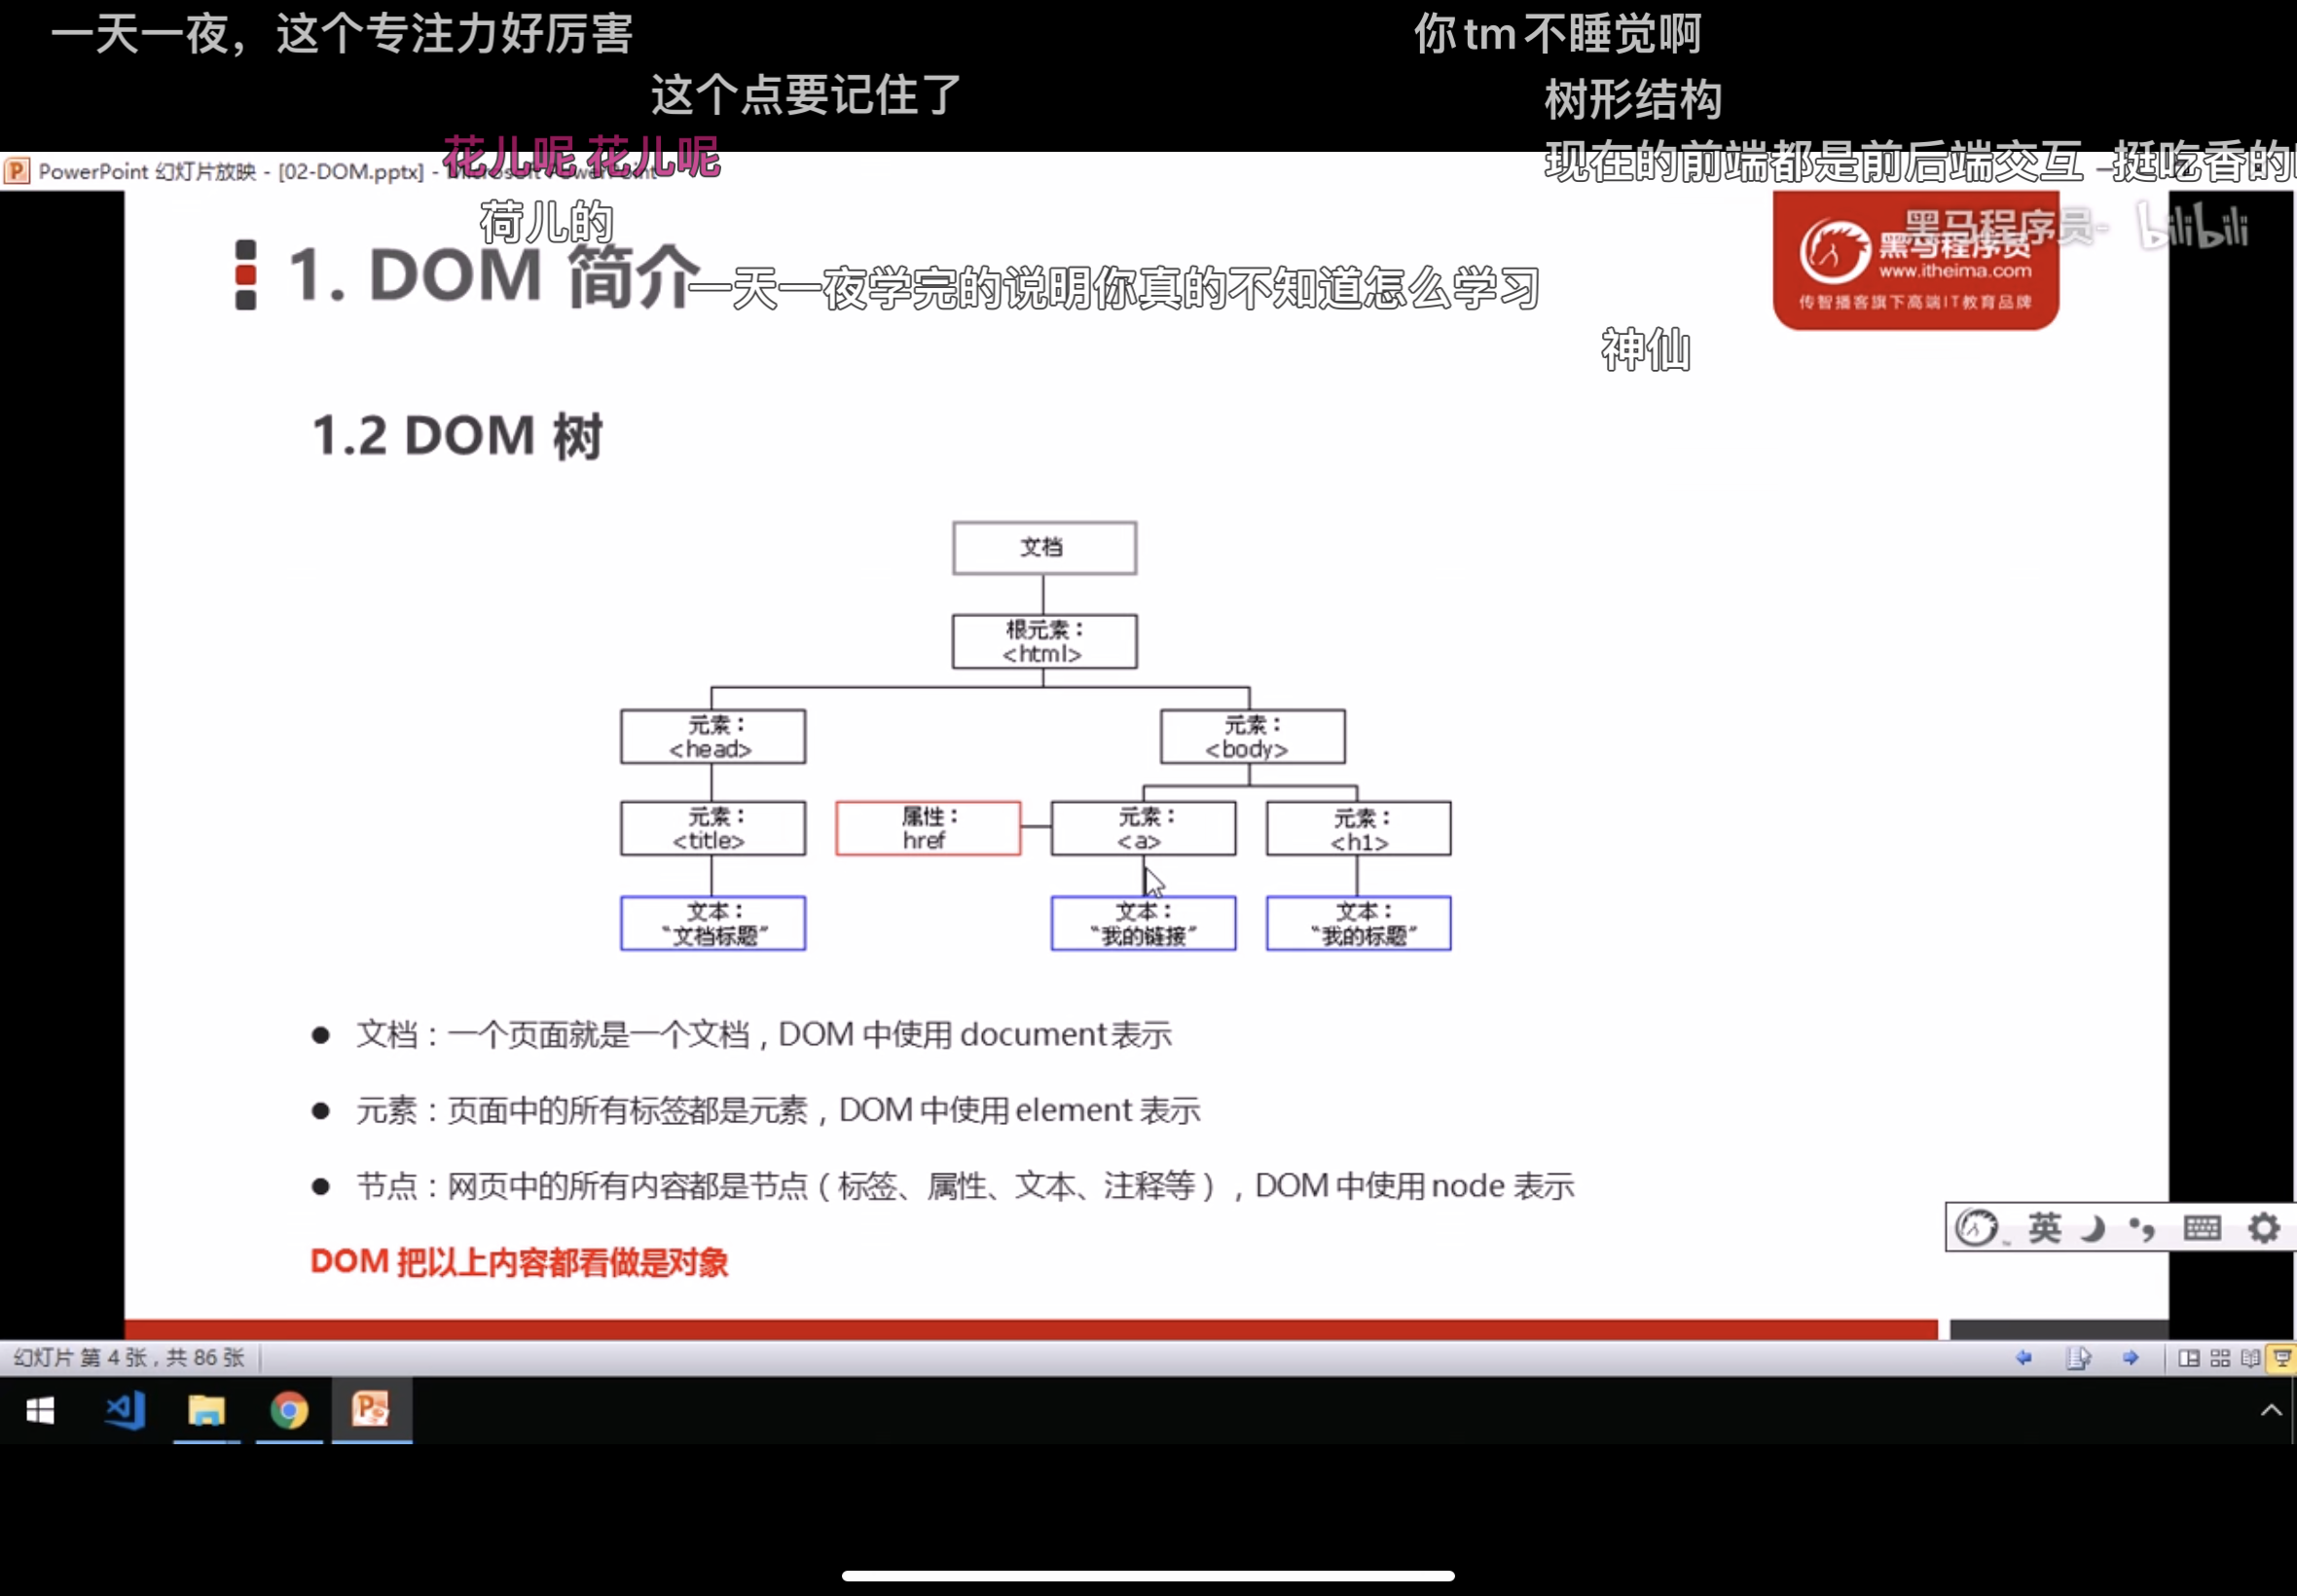 一天一夜，这个专注力好厉害
你tm不睡觉啊
这个点要记住了
树形结构
花儿呢 花儿呢
现在的前端都是前后端交互 挺吃香的
PowerPoint 幻灯片放映 - [02-DOM.pptx] - Microsoft PowerPoint
荷儿的
黑马程序员-
bilibili
黑马程序员
www.itheima.com
传智播客旗下高端IT教育品牌
1. DOM 简介
一天一夜学完的说明你真的不知道怎么学习
神仙
1.2 DOM 树
文档
根元素：
<html>
元素：
<head>
元素：
<body>
元素：
<title>
属性：
href
元素：
<a>
元素：
<h1>
文本：
“文档标题”
文本：
“我的链接”
文本：
“我的标题”
● 文档：一个页面就是一个文档，DOM 中使用 document 表示
● 元素：页面中的所有标签都是元素，DOM 中使用 element 表示
● 节点：网页中的所有内容都是节点（标签、属性、文本、注释等），DOM 中使用 node 表示
DOM 把以上内容都看做是对象
英
幻灯片 第 4 张，共 86 张